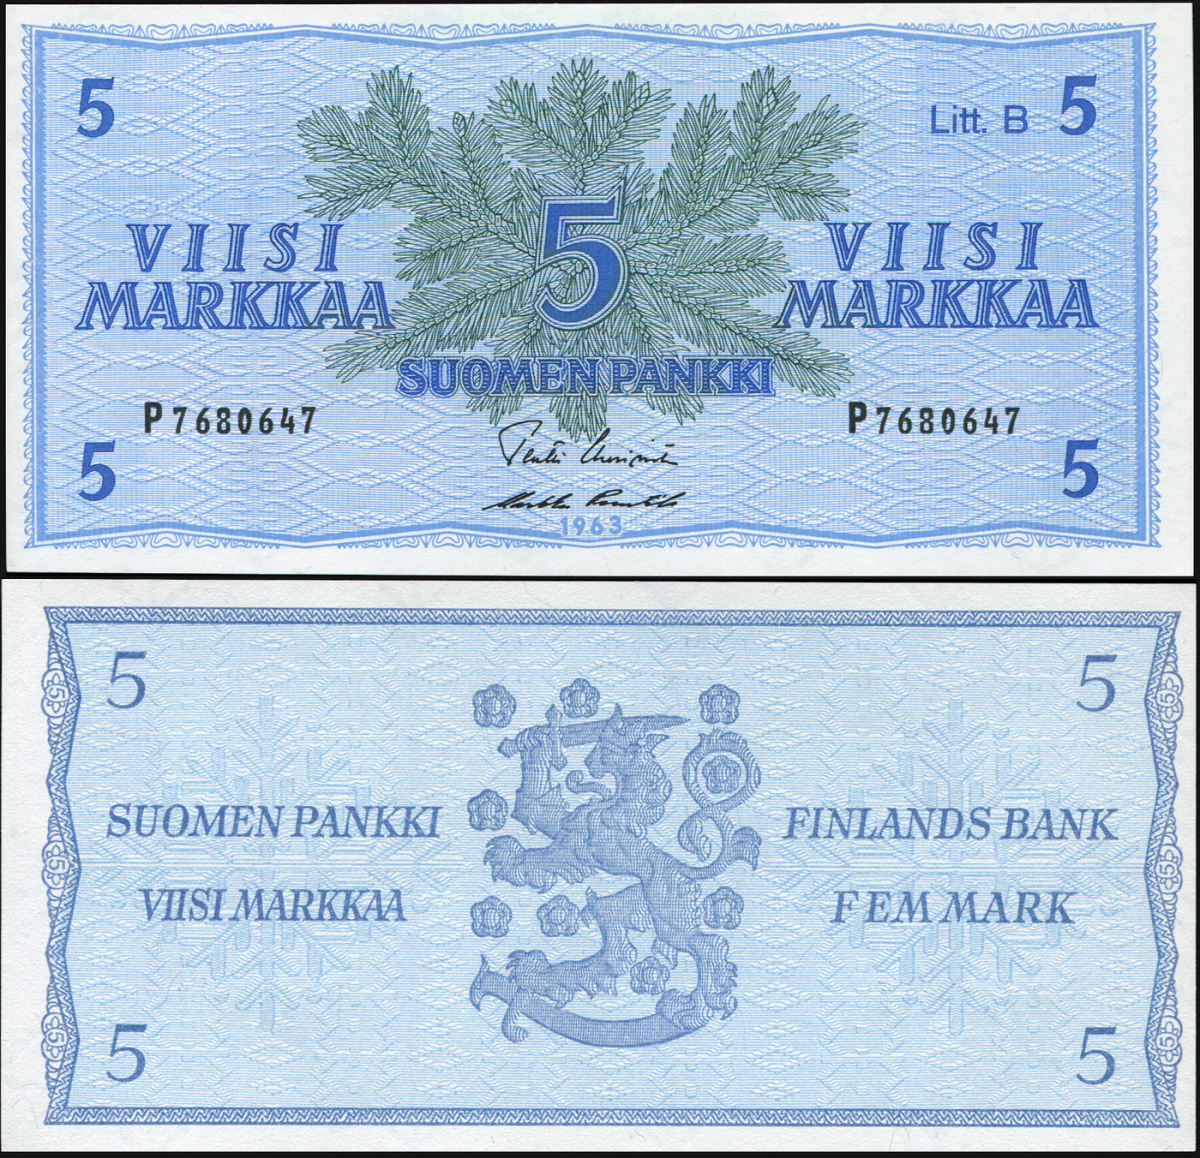 5
Litt. B 5
5
VIISI MARKKAA
VIISI MARKKAA
SUOMEN PANKKI
P7680647
P7680647
5
5
1963
5
5
SUOMEN PANKKI
VIISI MARKKAA
FINLANDS BANK
FEM MARK
5
5